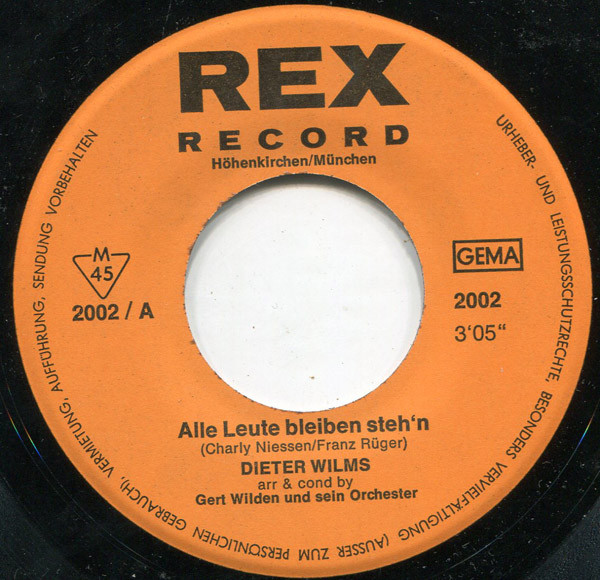 REX
RECORD
Höhenkirchen/München
M
45
2002 / A
GEMA
2002
3'05"
Alle Leute bleiben steh'n
(Charly Niessen/Franz Rüger)
DIETER WILMS
arr & cond by
Gert Wilden und sein Orchester
URHEBER- UND LEISTUNGSSCHUTZRECHTE, BESONDERS VERVIELFÄLTIGUNG (AUSSER ZUM PERSÖNLICHEN GEBRAUCH), VERMIETUNG, AUFFÜHRUNG, SENDUNG VORBEHALTEN